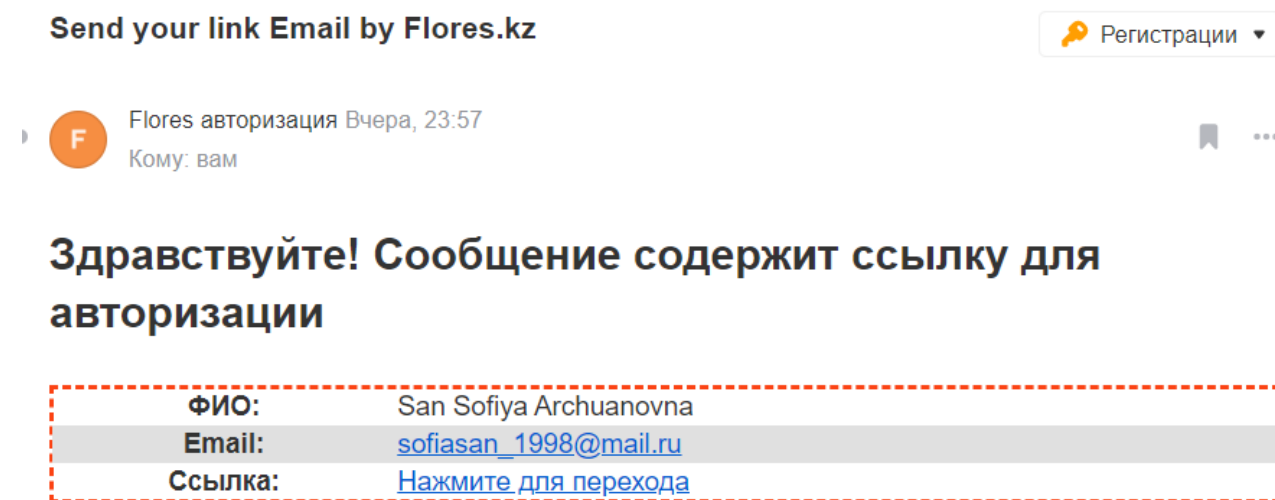 Send your link Email by Flores.kz
Регистрации
Flores авторизация Вчера, 23:57
F
Кому: вам
Здравствуйте! Сообщение содержит ссылку для
авторизации
ФИО: San Sofiya Archuanovna
Email: sofiasan_1998@mail.ru
Ссылка: Нажмите для перехода